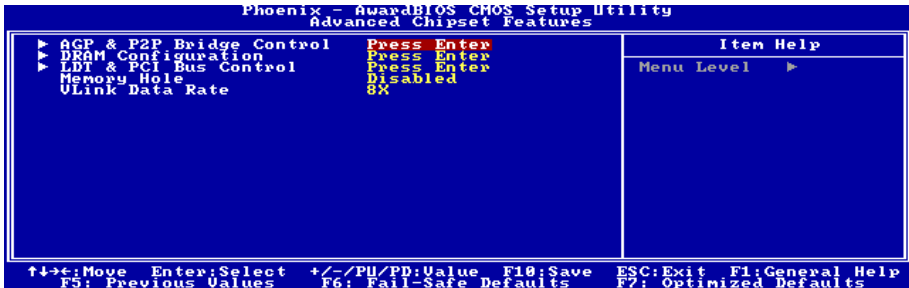 Phoenix - AwardBIOS CMOS Setup Utility
Advanced Chipset Features
► AGP & P2P Bridge Control Press Enter Item Help
► DRAM Configuration Press Enter
► LDT & PCI Bus Control Press Enter Menu Level ►
Memory Hole Disabled
VLink Data Rate 8X
↑↓→←:Move Enter:Select +/-/PU/PD:Value F10:Save ESC:Exit F1:General Help
F5: Previous Values F6: Fail-Safe Defaults F7: Optimized Defaults